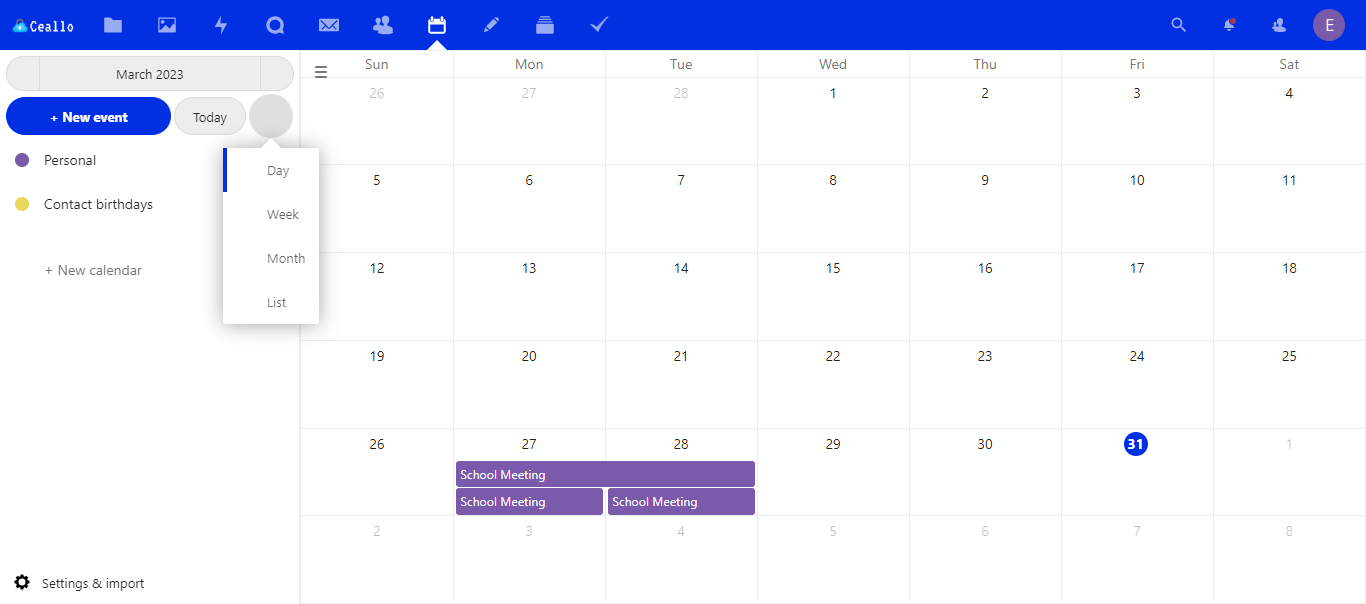 Ceallo
E
March 2023
+ New event
Today
Personal
Contact birthdays
+ New calendar
Day
Week
Month
List
Settings & import
Sun Mon Tue Wed Thu Fri Sat
26 27 28 1 2 3 4
5 6 7 8 9 10 11
12 13 14 15 16 17 18
19 20 21 22 23 24 25
26 27 28 29 30 31 1
School Meeting
School Meeting School Meeting
2 3 4 5 6 7 8